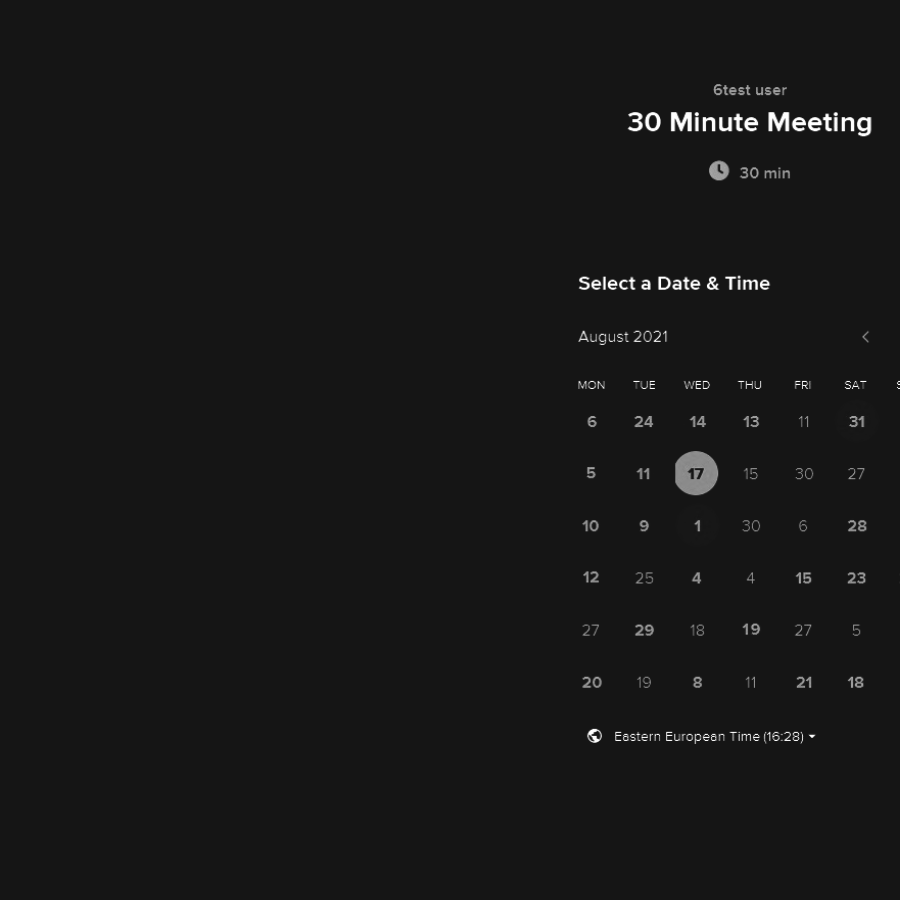 6test user
30 Minute Meeting
30 min
Select a Date & Time
August 2021
MON TUE WED THU FRI SAT
6 24 14 13 11 31
5 11 17 15 30 27
10 9 1 30 6 28
12 25 4 4 15 23
27 29 18 19 27 5
20 19 8 11 21 18
Eastern European Time (16:28)